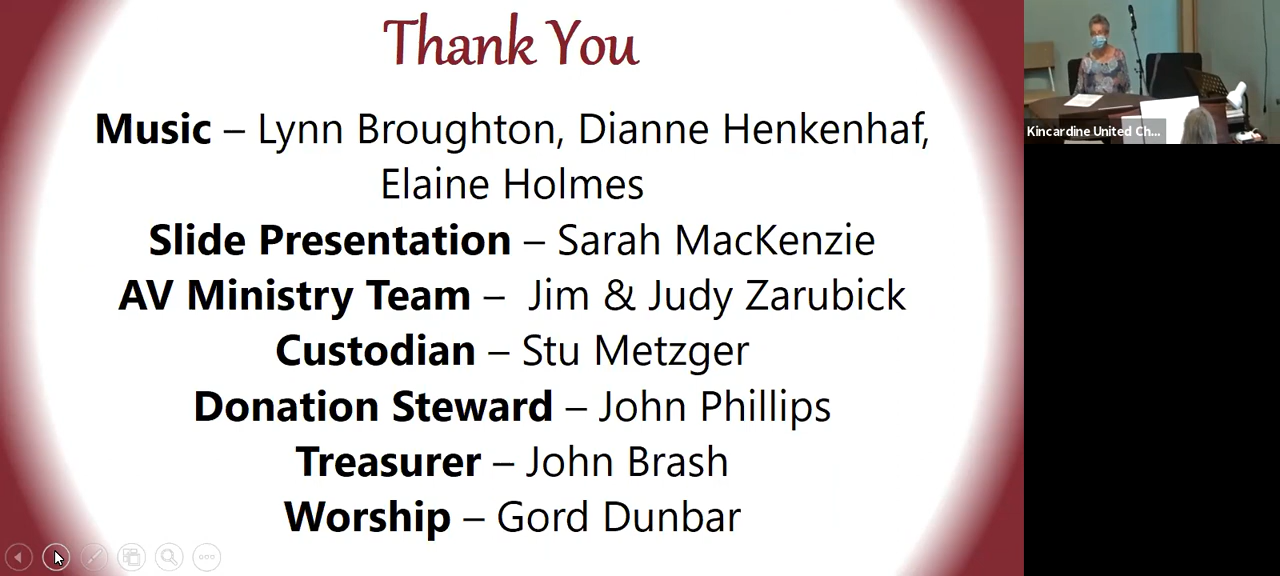 Thank You
Music – Lynn Broughton, Dianne Henkenhaf,
Elaine Holmes
Slide Presentation – Sarah MacKenzie
AV Ministry Team – Jim & Judy Zarubick
Custodian – Stu Metzger
Donation Steward – John Phillips
Treasurer – John Brash
Worship – Gord Dunbar
Kincardine United Ch...